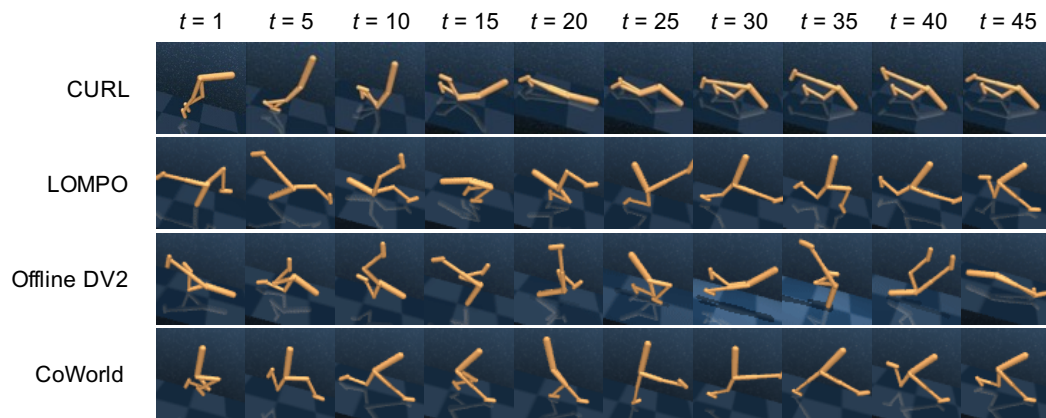 t = 1 t = 5 t = 10 t = 15 t = 20 t = 25 t = 30 t = 35 t = 40 t = 45
CURL
LOMPO
Offline DV2
CoWorld